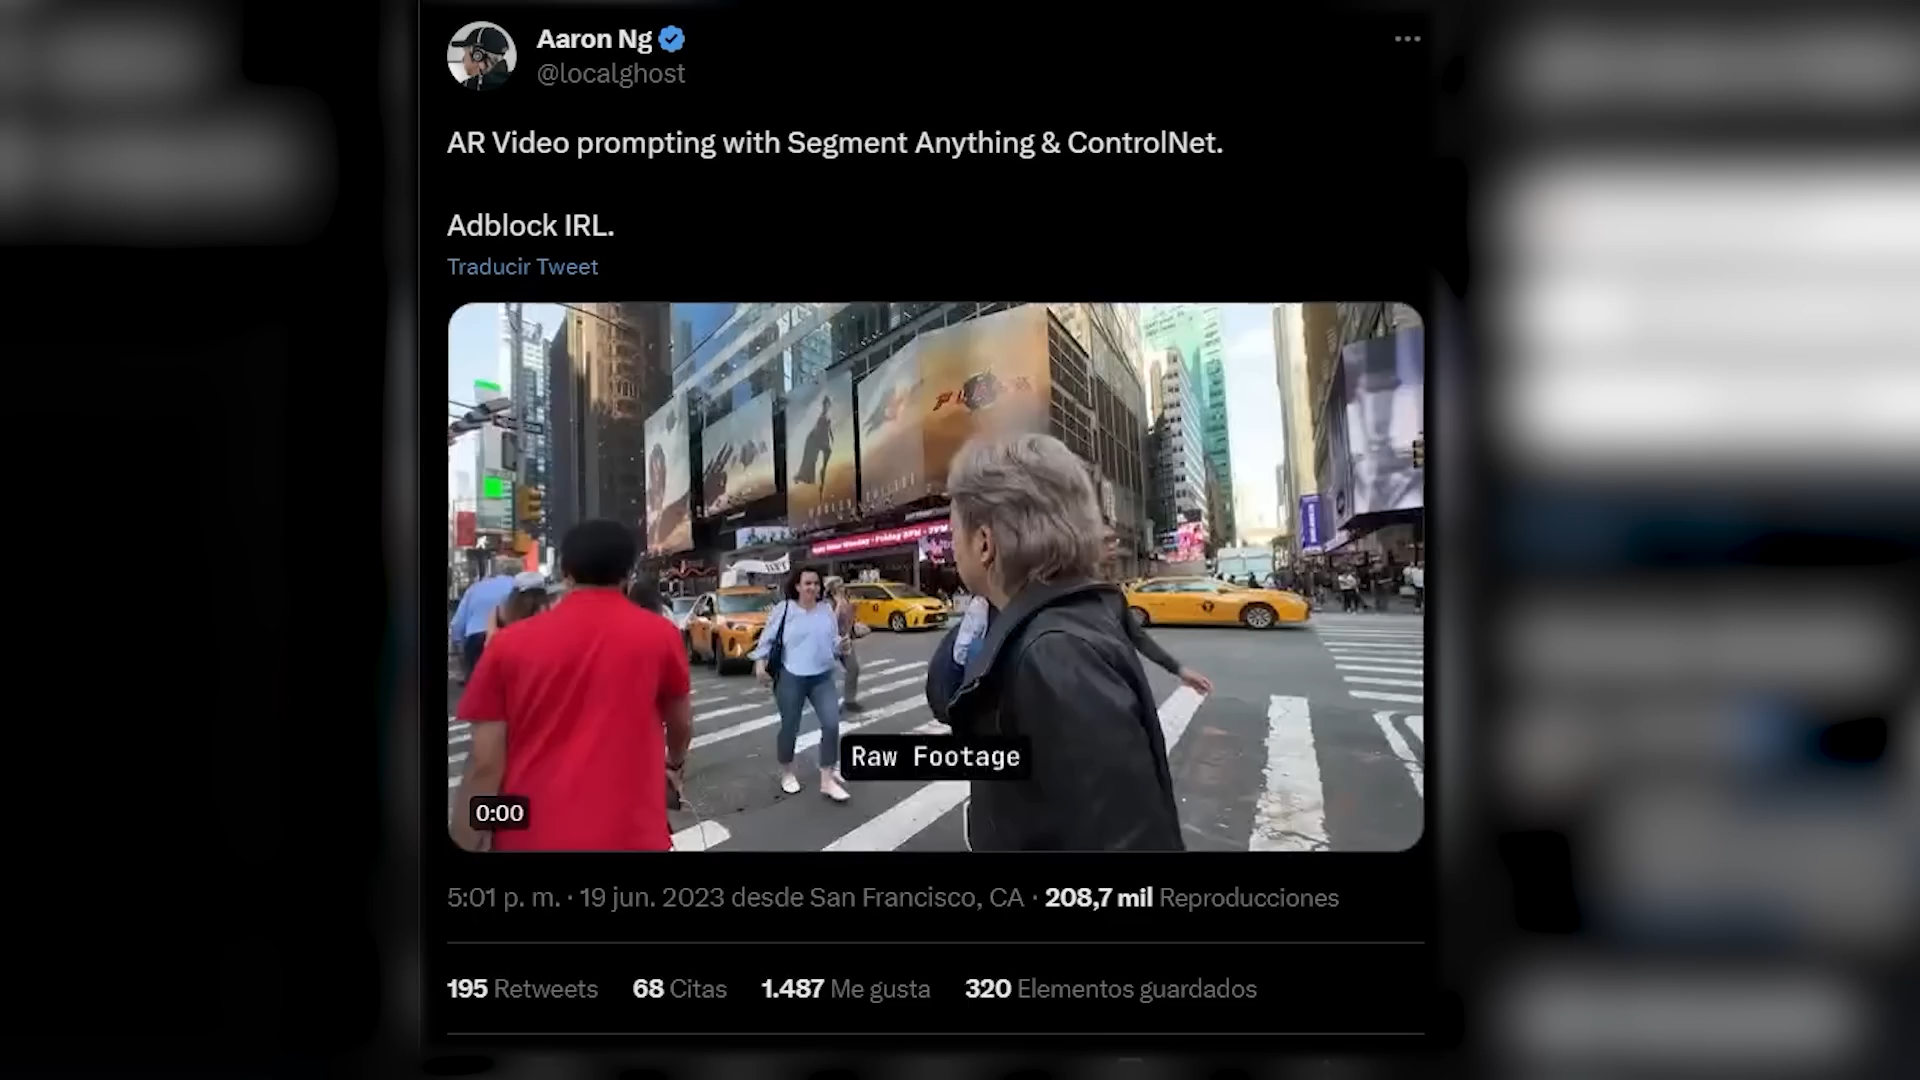 Aaron Ng
@localghost
AR Video prompting with Segment Anything & ControlNet.
Adblock IRL.
Traducir Tweet
Raw Footage
0:00
5:01 p. m. · 19 jun. 2023 desde San Francisco, CA · 208,7 mil Reproducciones
195 Retweets 68 Citas 1.487 Me gusta 320 Elementos guardados